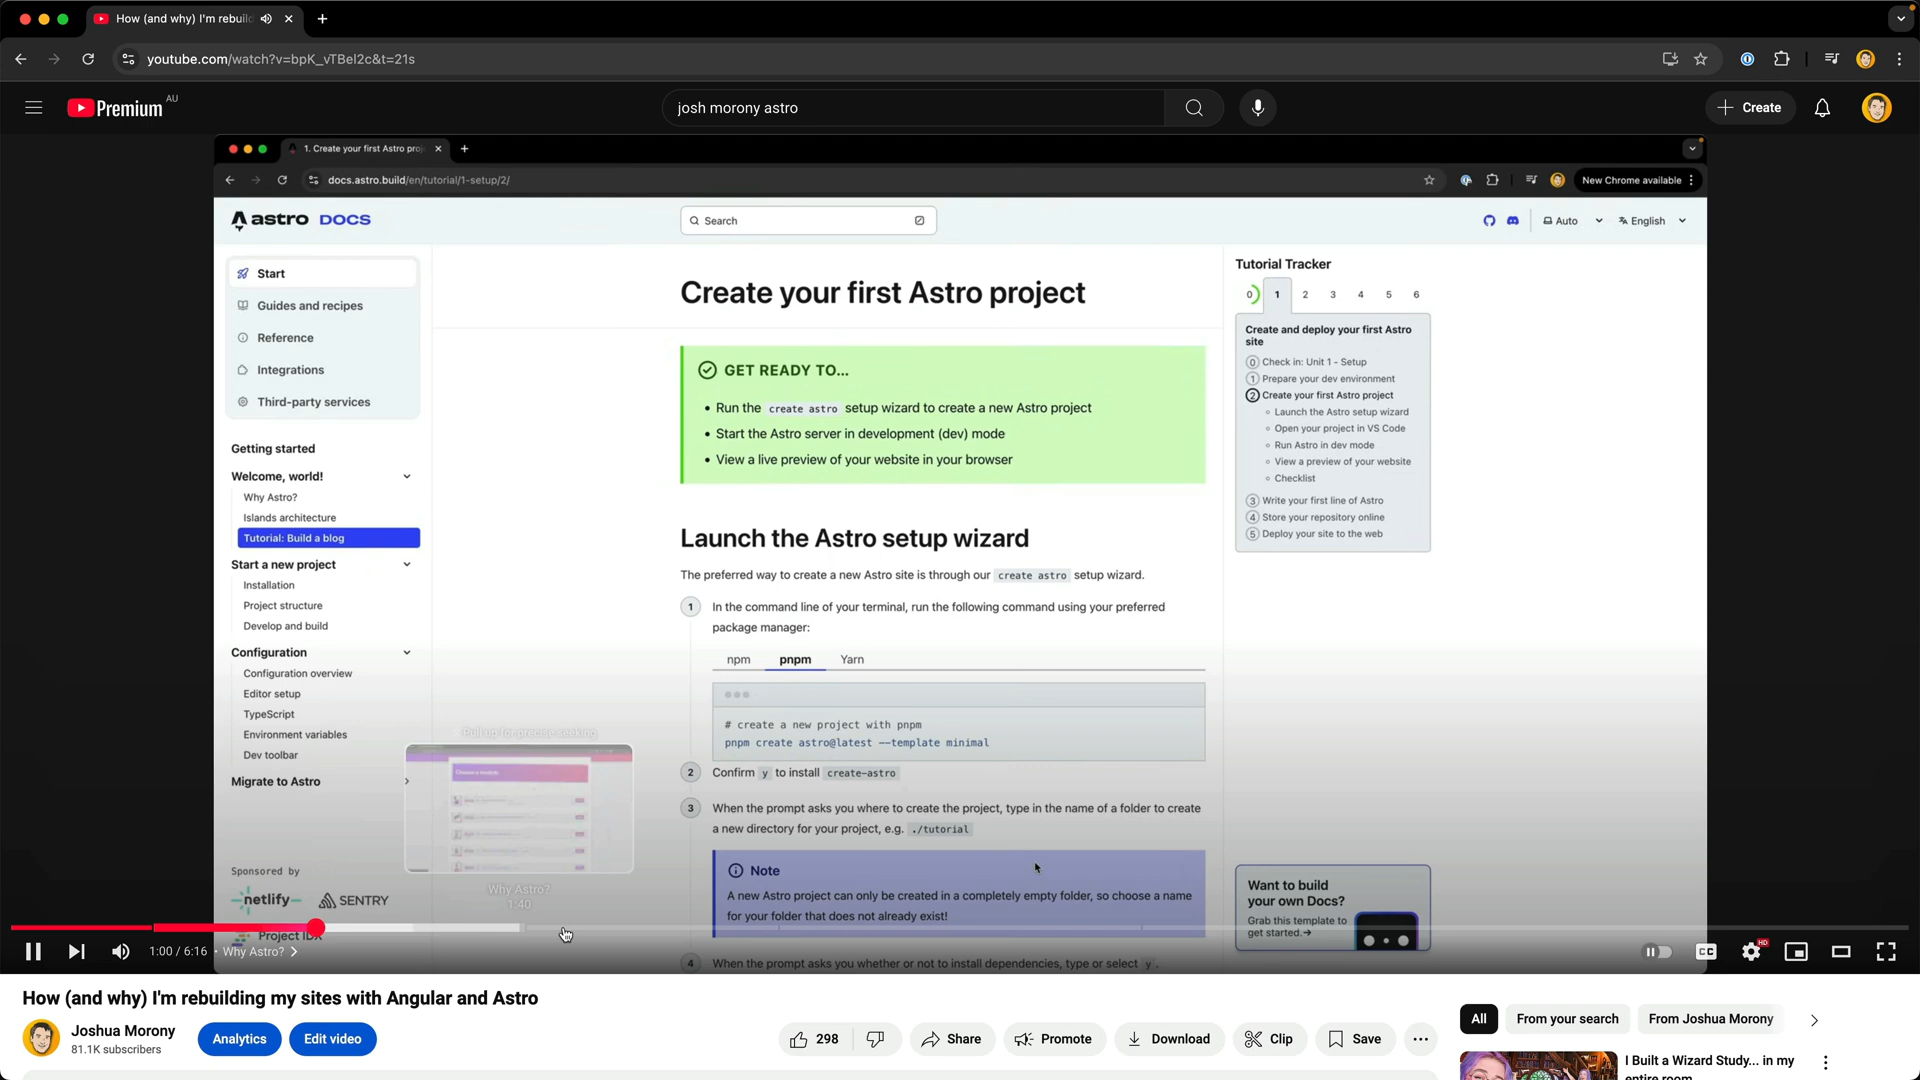 How (and why) I'm rebuil
youtube.com/watch?v=bpK_vTBel2c&t=21s
Premium AU
josh morony astro
Create
1. Create your first Astro proj
docs.astro.build/en/tutorial/1-setup/2/
New Chrome available
astro DOCS
Search
Auto
English
Start
Guides and recipes
Reference
Integrations
Third-party services
Getting started
Welcome, world!
Why Astro?
Islands architecture
Tutorial: Build a blog
Start a new project
Installation
Project structure
Develop and build
Configuration
Configuration overview
Editor setup
TypeScript
Environment variables
Dev toolbar
Migrate to Astro
Sponsored by
netlify
SENTRY
Project IDX
Create your first Astro project
GET READY TO...
• Run the create astro setup wizard to create a new Astro project
• Start the Astro server in development (dev) mode
• View a live preview of your website in your browser
Launch the Astro setup wizard
The preferred way to create a new Astro site is through our create astro setup wizard.
1 In the command line of your terminal, run the following command using your preferred
package manager:
npm pnpm Yarn
# create a new project with pnpm
pnpm create astro@latest --template minimal
2 Confirm y to install create-astro
3 When the prompt asks you where to create the project, type in the name of a folder to create
a new directory for your project, e.g. ./tutorial
Note
A new Astro project can only be created in a completely empty folder, so choose a name
for your folder that does not already exist!
4 When the prompt asks you whether or not to install dependencies, type or select y.
Tutorial Tracker
0 1 2 3 4 5 6
Create and deploy your first Astro
site
0 Check in: Unit 1 - Setup
1 Prepare your dev environment
2 Create your first Astro project
Launch the Astro setup wizard
Open your project in VS Code
Run Astro in dev mode
View a preview of your website
Checklist
3 Write your first line of Astro
4 Store your repository online
5 Deploy your site to the web
Want to build
your own Docs?
Grab this template to
get started.→
Pull up for precise seeking
Why Astro?
1:40
1:00 / 6:16 • Why Astro?
CC
HD
How (and why) I'm rebuilding my sites with Angular and Astro
Joshua Morony
81.1K subscribers
Analytics
Edit video
298
Share
Promote
Download
Clip
Save
All
From your search
From Joshua Morony
I Built a Wizard Study... in my
entire room